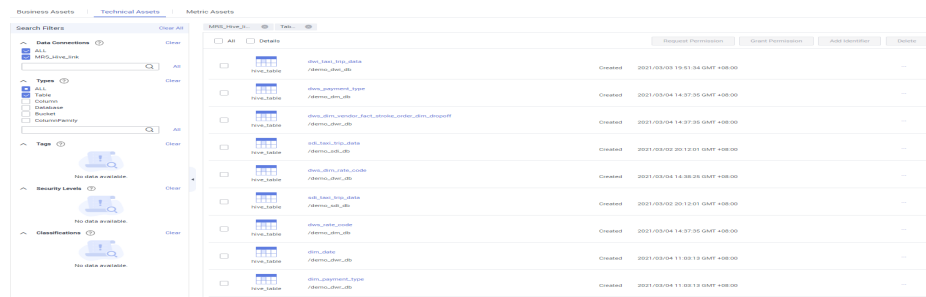 Business Assets
Technical Assets
Metric Assets
Search Filters
Clear All
Data Connections
Clear
ALL
MRS_Hive_link
All
Types
Clear
ALL
Table
Column
Database
Bucket
ColumnFamily
All
Tags
Clear
No data available.
Security Levels
Clear
No data available.
Classifications
Clear
No data available.
MRS_Hive_li...
Tab...
All
Details
Request Permission
Grant Permission
Add Identifier
Delete
hive_table
dwi_taxi_trip_data
/demo_dwi_db
Created
2021/03/03 19:51:34 GMT +08:00
hive_table
dws_payment_type
/demo_dm_db
Created
2021/03/04 14:37:35 GMT +08:00
hive_table
/demo_dwr_db
Created
2021/03/04 14:37:35 GMT +08:00
hive_table
sdi_taxi_trip_data
/demo_sdi_db
Created
2021/03/02 20:12:01 GMT +08:00
hive_table
dws_dim_rate_code
/demo_dwr_db
Created
2021/03/04 14:38:25 GMT +08:00
hive_table
sdi_taxi_trip_data
/demo_sdi_db
Created
2021/03/02 20:12:01 GMT +08:00
hive_table
dws_rate_code
/demo_dm_db
Created
2021/03/04 14:37:35 GMT +08:00
hive_table
dim_date
/demo_dwr_db
Created
2021/03/04 11:03:13 GMT +08:00
hive_table
dim_payment_type
/demo_dwr_db
Created
2021/03/04 11:03:13 GMT +08:00